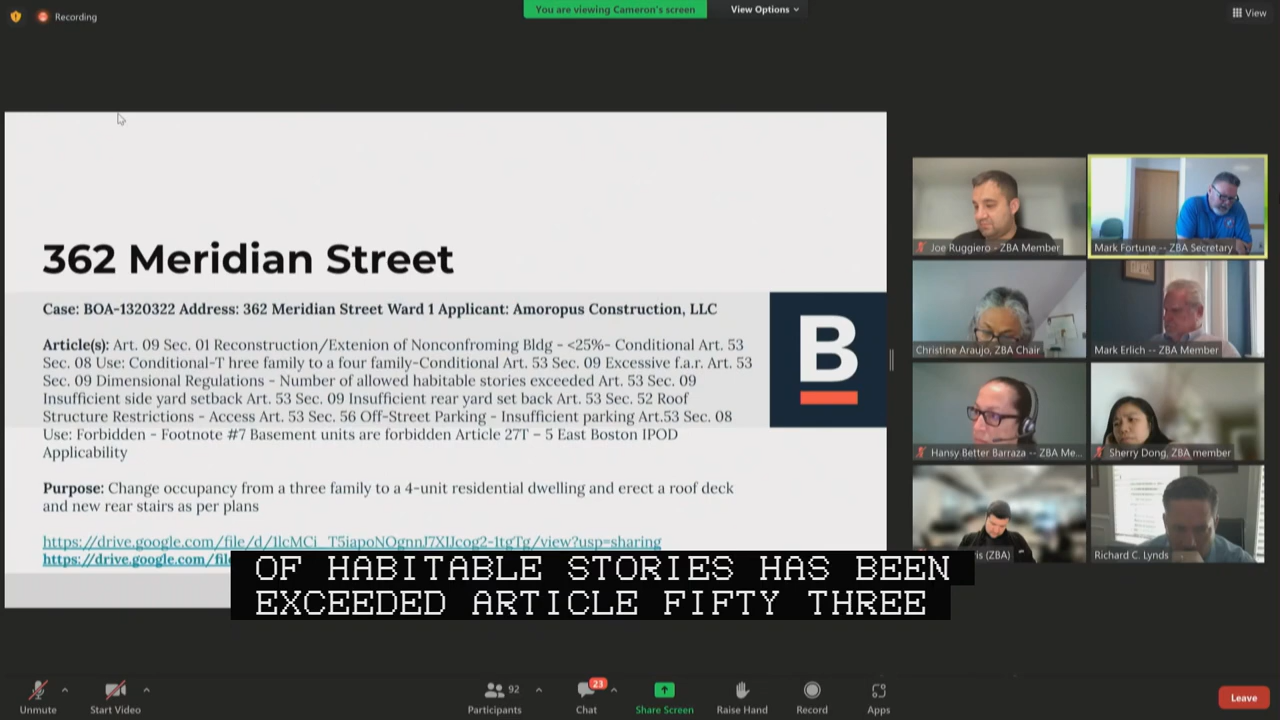 Recording
You are viewing Cameron's screen
View Options
View
362 Meridian Street
Case: BOA-1320322 Address: 362 Meridian Street Ward 1 Applicant: Amoropus Construction, LLC
Article(s): Art. 09 Sec. 01 Reconstruction/Extenion of Nonconfroming Bldg - <25%- Conditional Art. 53
Sec. 08 Use: Conditional-T hree family to a four family-Conditional Art. 53 Sec. 09 Excessive f.a.r. Art. 53
Sec. 09 Dimensional Regulations - Number of allowed habitable stories exceeded Art. 53 Sec. 09
Insufficient side yard setback Art. 53 Sec. 09 Insufficient rear yard set back Art. 53 Sec. 52 Roof
Structure Restrictions - Access Art. 53 Sec. 56 Off-Street Parking - Insufficient parking Art.53 Sec. 08
Use: Forbidden - Footnote #7 Basement units are forbidden Article 27T – 5 East Boston IPOD
Applicability
Purpose: Change occupancy from a three family to a 4-unit residential dwelling and erect a roof deck
and new rear stairs as per plans
https://drive.google.com/file/d/
/view?usp=sharing
https://drive.google.com/file
B
OF HABITABLE STORIES HAS BEEN
EXCEEDED ARTICLE FIFTY THREE
Joe Ruggiero - ZBA Member
Mark Fortune -- ZBA Secretary
Christine Araujo, ZBA Chair
Mark Erlich -- ZBA Member
Hansy Better Barraza -- ZBA Me...
Sherry Dong, ZBA member
(ZBA)
Richard C. Lynds
Unmute
Start Video
92
Participants
23
Chat
Share Screen
Raise Hand
Record
Apps
Leave